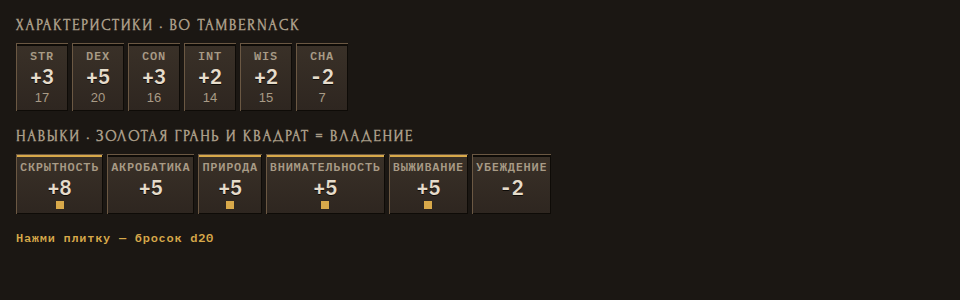 ХАРАКТЕРИСТИКИ · BO TAMBERNACK
STR DEX CON INT WIS CHA
+3 +5 +3 +2 +2 -2
17 20 16 14 15 7
НАВЫКИ · ЗОЛОТАЯ ГРАНЬ И КВАДРАТ = ВЛАДЕНИЕ
СКРЫТНОСТЬ АКРОБАТИКА ПРИРОДА ВНИМАТЕЛЬНОСТЬ ВЫЖИВАНИЕ УБЕЖДЕНИЕ
+8 +5 +5 +5 +5 -2
Нажми плитку — бросок d20